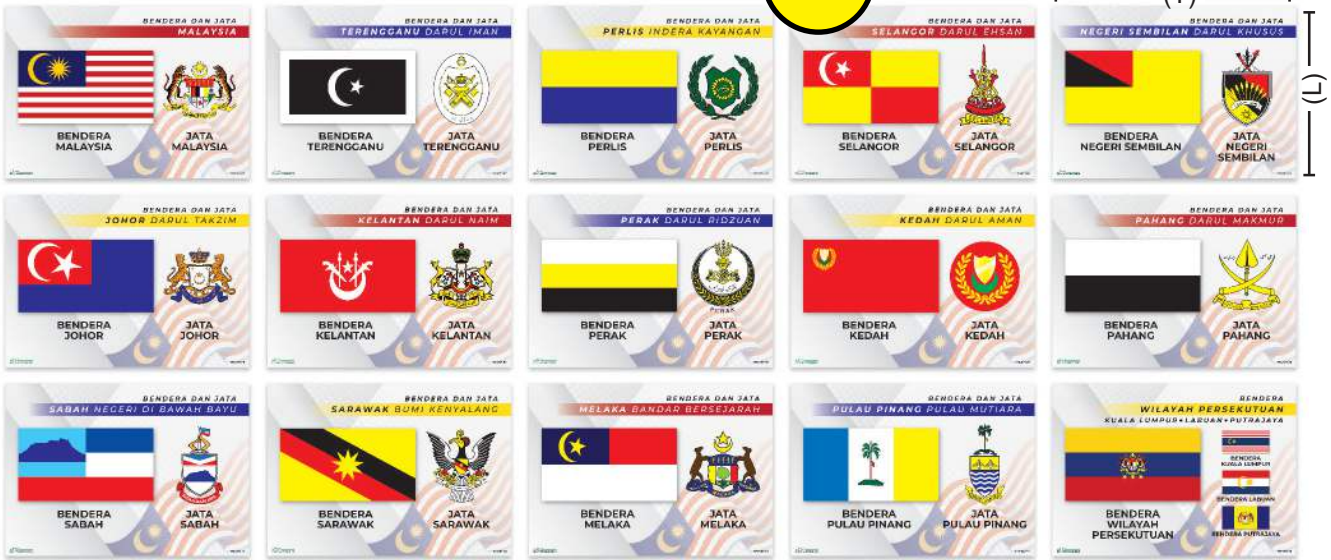 (T)
BENDERA DAN JATA
MALAYSIA
BENDERA
MALAYSIA
JATA
MALAYSIA
BENDERA DAN JATA
TERENGGANU DARUL IMAN
BENDERA
TERENGGANU
JATA
TERENGGANU
BENDERA DAN JATA
PERLIS INDERA KAYANGAN
BENDERA
PERLIS
JATA
PERLIS
BENDERA DAN JATA
SELANGOR DARUL EHSAN
BENDERA
SELANGOR
JATA
SELANGOR
BENDERA DAN JATA
NEGERI SEMBILAN DARUL KHUSUS
BENDERA
NEGERI SEMBILAN
JATA
NEGERI
SEMBILAN
(L)
BENDERA DAN JATA
JOHOR DARUL TAKZIM
BENDERA
JOHOR
JATA
JOHOR
BENDERA DAN JATA
KELANTAN DARUL NAIM
BENDERA
KELANTAN
JATA
KELANTAN
BENDERA DAN JATA
PERAK DARUL RIDZUAN
PERAK
BENDERA
PERAK
JATA
PERAK
BENDERA DAN JATA
KEDAH DARUL AMAN
BENDERA
KEDAH
JATA
KEDAH
BENDERA DAN JATA
PAHANG DARUL MAKMUR
BENDERA
PAHANG
JATA
PAHANG
BENDERA DAN JATA
SABAH NEGERI DI BAWAH BAYU
BENDERA
SABAH
JATA
SABAH
BENDERA DAN JATA
SARAWAK BUMI KENYALANG
BENDERA
SARAWAK
JATA
SARAWAK
BENDERA DAN JATA
MELAKA BANDAR BERSEJARAH
BENDERA
MELAKA
JATA
MELAKA
BENDERA DAN JATA
PULAU PINANG PULAU MUTIARA
BENDERA
PULAU PINANG
JATA
PULAU PINANG
BENDERA
WILAYAH PERSEKUTUAN
KUALA LUMPUR•LABUAN•PUTRAJAYA
BENDERA
WILAYAH
PERSEKUTUAN
BENDERA
KUALA LUMPUR
BENDERA LABUAN
BENDERA PUTRAJAYA